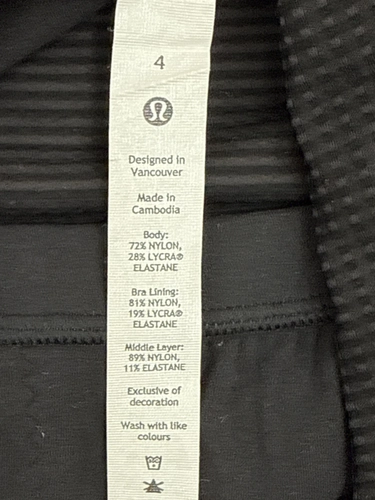 4
Designed in
Vancouver
Made in
Cambodia
Body:
72% NYLON,
28% LYCRA®
ELASTANE
Bra Lining:
81% NYLON,
19% LYCRA®
ELASTANE
Middle Layer:
89% NYLON,
11% ELASTANE
Exclusive of
decoration
Wash with like
colours